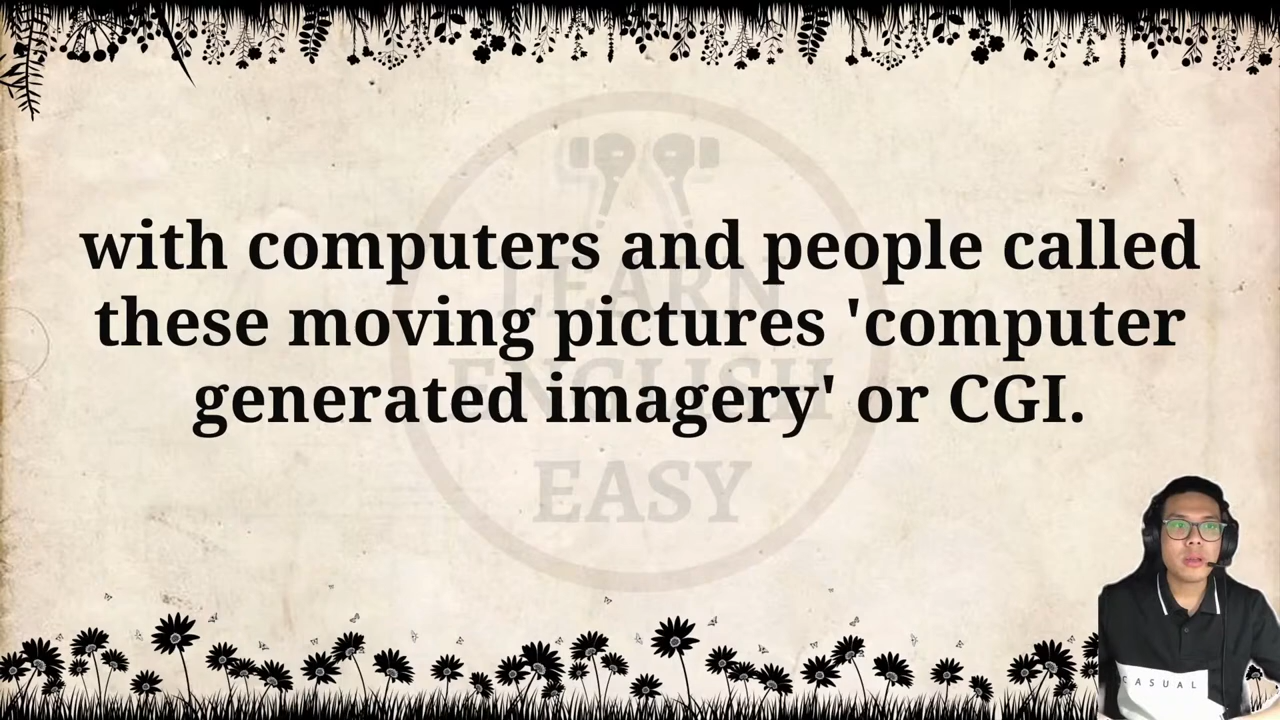 with computers and people called
these moving pictures 'computer
generated imagery' or CGI.
LEARN
ENGLISH
EASY
CASUAL